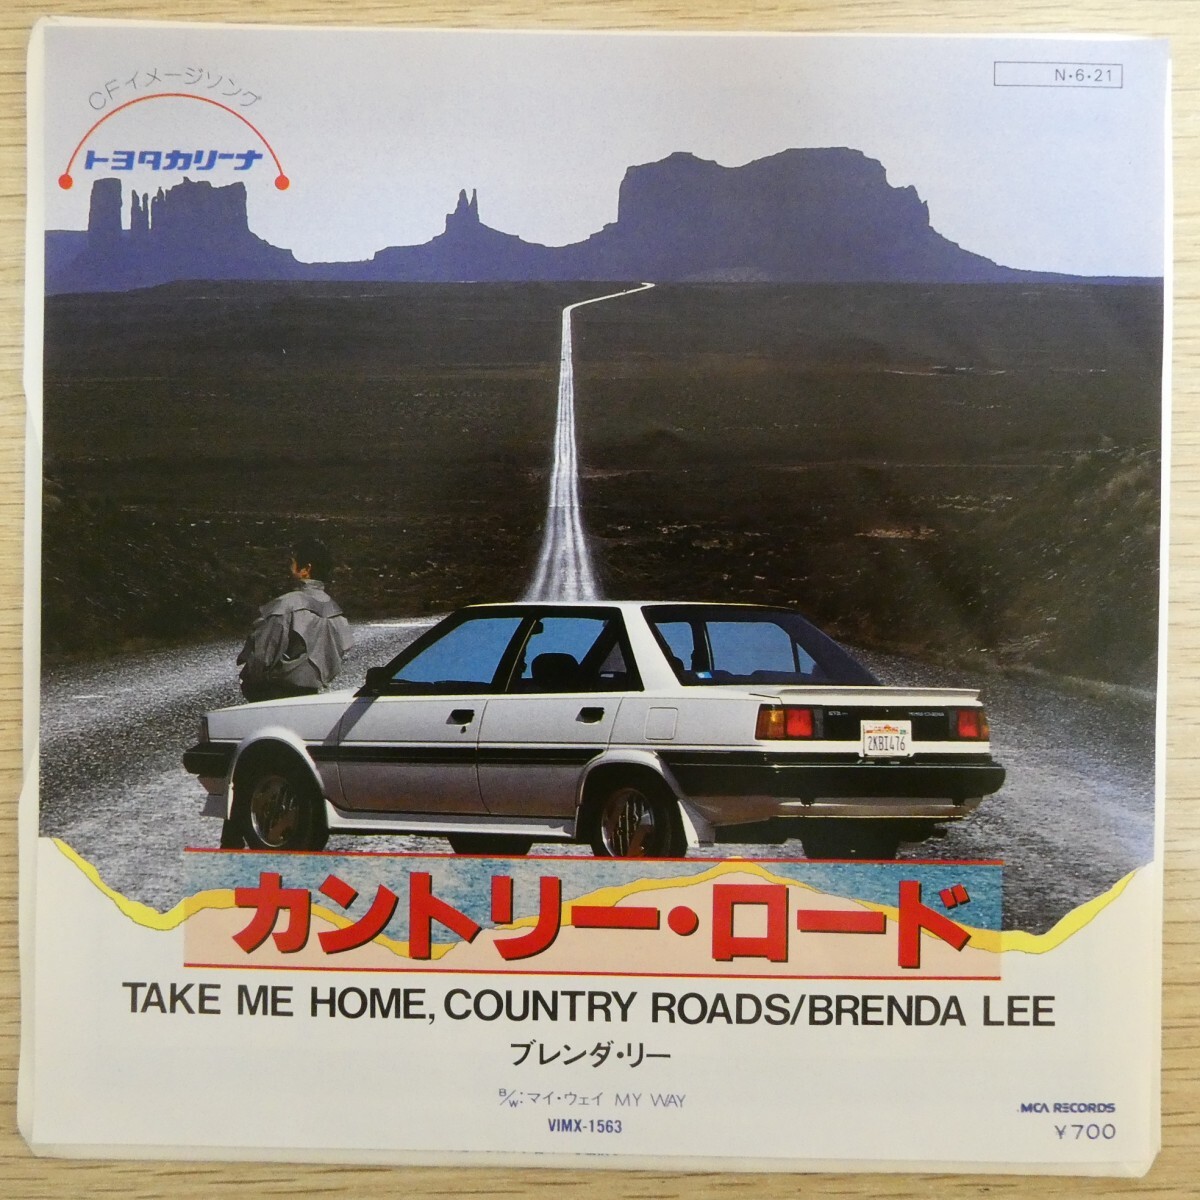 CFイメージソング
トヨタカリーナ
N・6・21
2KBI476
カントリー・ロード
TAKE ME HOME, COUNTRY ROADS/BRENDA LEE
ブレンダ・リー
B/W:マイ・ウェイ MY WAY
VIMX-1563
MCA RECORDS
¥700